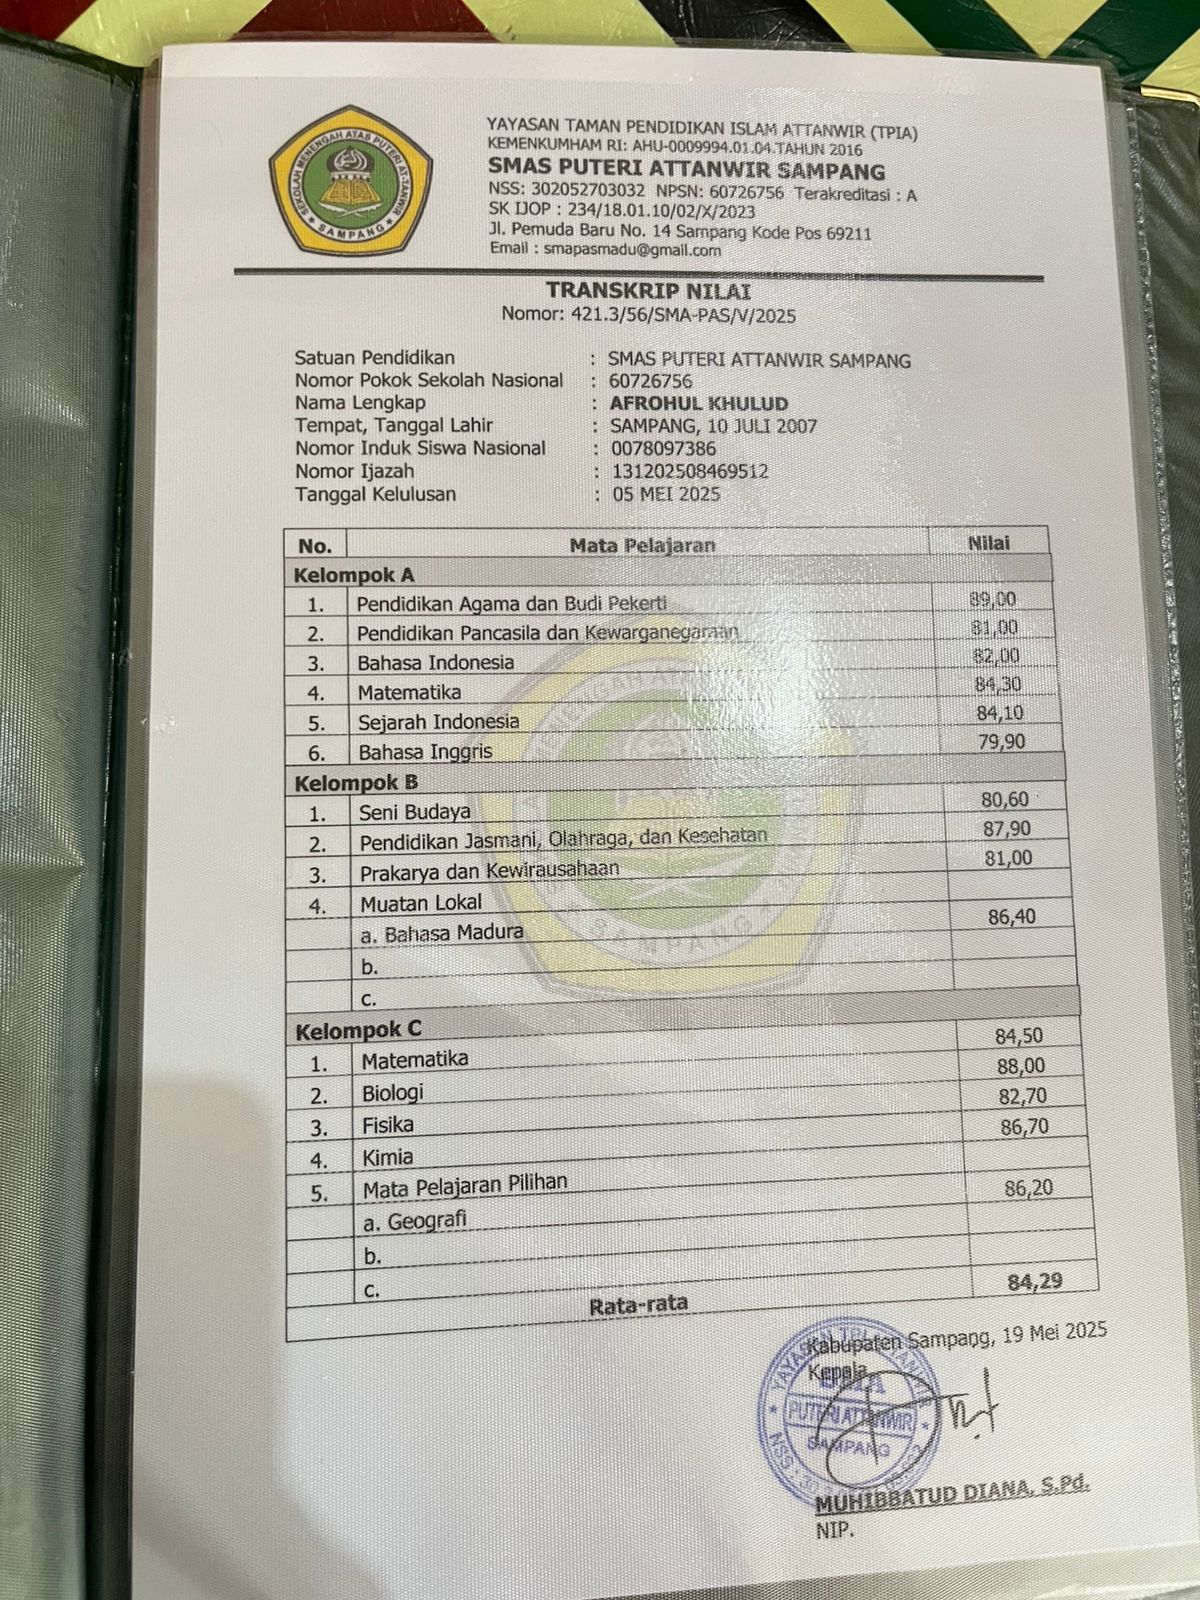 SEKOLAH MENENGAH ATAS PUTERI AT-TANWIR
SAMPANG
YAYASAN TAMAN PENDIDIKAN ISLAM ATTANWIR (TPIA)
KEMENKUMHAM RI: AHU-0009994.01.04.TAHUN 2016
SMAS PUTERI ATTANWIR SAMPANG
NSS: 302052703032 NPSN: 60726756 Terakreditasi : A
SK IJOP : 234/18.01.10/02/X/2023
Jl. Pemuda Baru No. 14 Sampang Kode Pos 69211
Email : smapasmadu@gmail.com
TRANSKRIP NILAI
Nomor: 421.3/56/SMA-PAS/V/2025
Satuan Pendidikan : SMAS PUTERI ATTANWIR SAMPANG
Nomor Pokok Sekolah Nasional : 60726756
Nama Lengkap : AFROHUL KHULUD
Tempat, Tanggal Lahir : SAMPANG, 10 JULI 2007
Nomor Induk Siswa Nasional : 0078097386
Nomor Ijazah : 131202508469512
Tanggal Kelulusan : 05 MEI 2025
No. Mata Pelajaran Nilai
Kelompok A
1. Pendidikan Agama dan Budi Pekerti 89,00
2. Pendidikan Pancasila dan Kewarganegaraan 81,00
3. Bahasa Indonesia 82,00
4. Matematika 84,30
5. Sejarah Indonesia 84,10
6. Bahasa Inggris 79,90
Kelompok B
1. Seni Budaya 80,60
2. Pendidikan Jasmani, Olahraga, dan Kesehatan 87,90
3. Prakarya dan Kewirausahaan 81,00
4. Muatan Lokal
a. Bahasa Madura 86,40
b.
c.
Kelompok C
1. Matematika 84,50
2. Biologi 88,00
3. Fisika 82,70
4. Kimia 86,70
5. Mata Pelajaran Pilihan
a. Geografi 86,20
b.
c.
Rata-rata 84,29
Kabupaten Sampang, 19 Mei 2025
Kepala
PUTERI ATTANWIR
SAMPANG
MUHIBBATUD DIANA, S.Pd.
NIP.